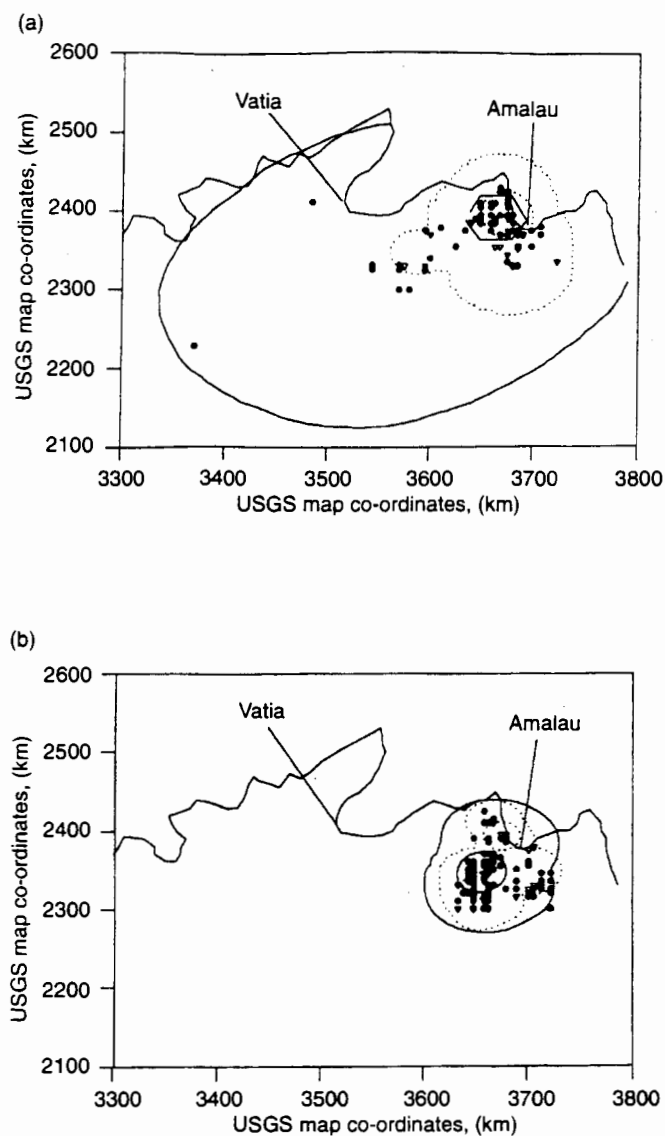 (a)
2600
2500
2400
2300
2200
2100
USGS map co-ordinates, (km)
Vatia
Amalau
3300 3400 3500 3600 3700 3800
USGS map co-ordinates, (km)
(b)
2600
2500
2400
2300
2200
2100
USGS map co-ordinates, (km)
Vatia
Amalau
3300 3400 3500 3600 3700 3800
USGS map co-ordinates, (km)